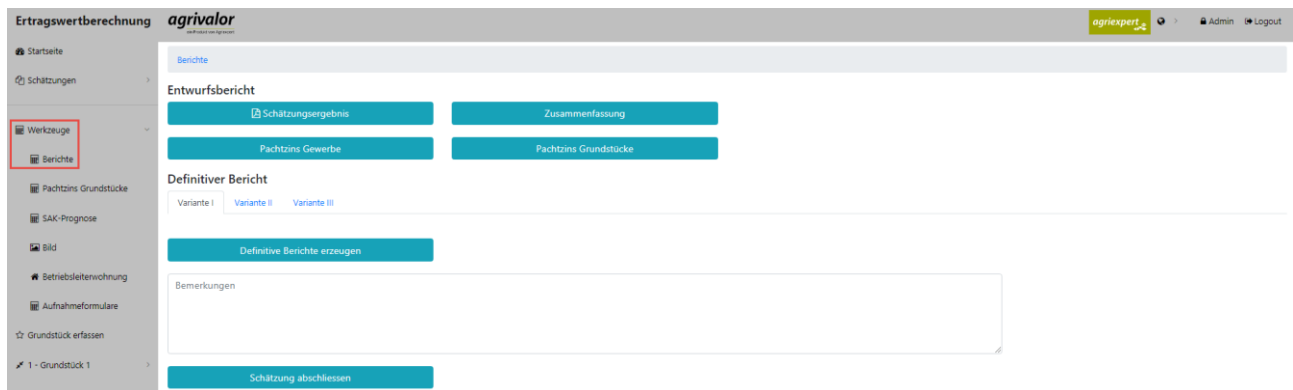 Ertragswertberechnung
agrivalor
agriexpert
Admin
Logout
Startseite
Schätzungen
Werkzeuge
Berichte
Pachtzins Grundstücke
SAK-Prognose
Bild
Betriebsleiterwohnung
Aufnahmeformulare
Grundstück erfassen
1 - Grundstück 1
Berichte
Entwurfsbericht
Schätzungsergebnis
Zusammenfassung
Pachtzins Gewerbe
Pachtzins Grundstücke
Definitiver Bericht
Variante I
Variante II
Variante III
Definitive Berichte erzeugen
Bemerkungen
Schätzung abschliessen